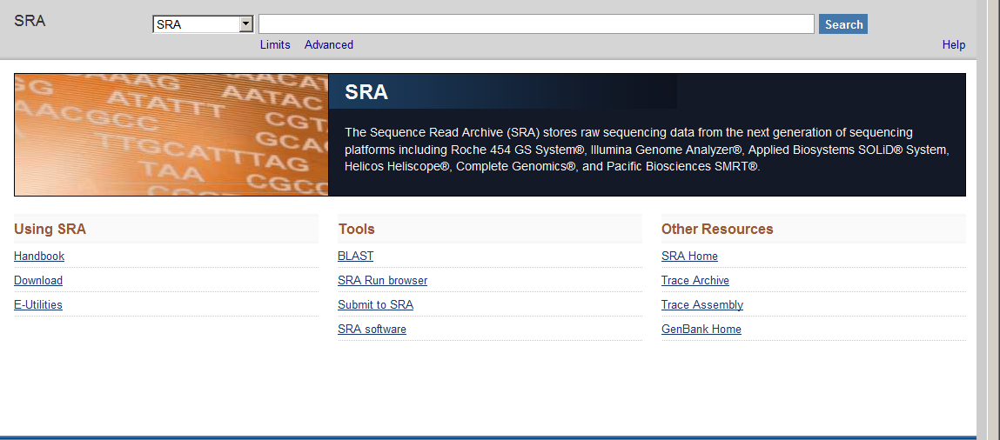 SRA
SRA
Search
Limits Advanced
Help
AAAG
AACAT
GG
ATATTT
AATAC
AACGCC
CGT
TTGCATTTAG
GCAC
TAA
CGCC
SRA
The Sequence Read Archive (SRA) stores raw sequencing data from the next generation of sequencing
platforms including Roche 454 GS System®, Illumina Genome Analyzer®, Applied Biosystems SOLiD® System,
Helicos Heliscope®, Complete Genomics®, and Pacific Biosciences SMRT®.
Using SRA
Handbook
Download
E-Utilities
Tools
BLAST
SRA Run browser
Submit to SRA
SRA software
Other Resources
SRA Home
Trace Archive
Trace Assembly
GenBank Home